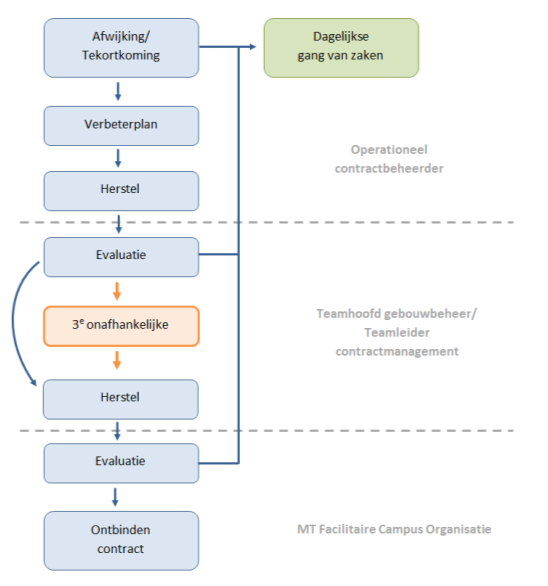 Afwijking/
Tekortkoming
Dagelijkse
gang van zaken
Verbeterplan
Operationeel
contractbeheerder
Herstel
Evaluatie
3e onafhankelijke
Teamhoofd gebouwbeheer/
Teamleider
contractmanagement
Herstel
Evaluatie
Ontbinden
contract
MT Facilitaire Campus Organisatie